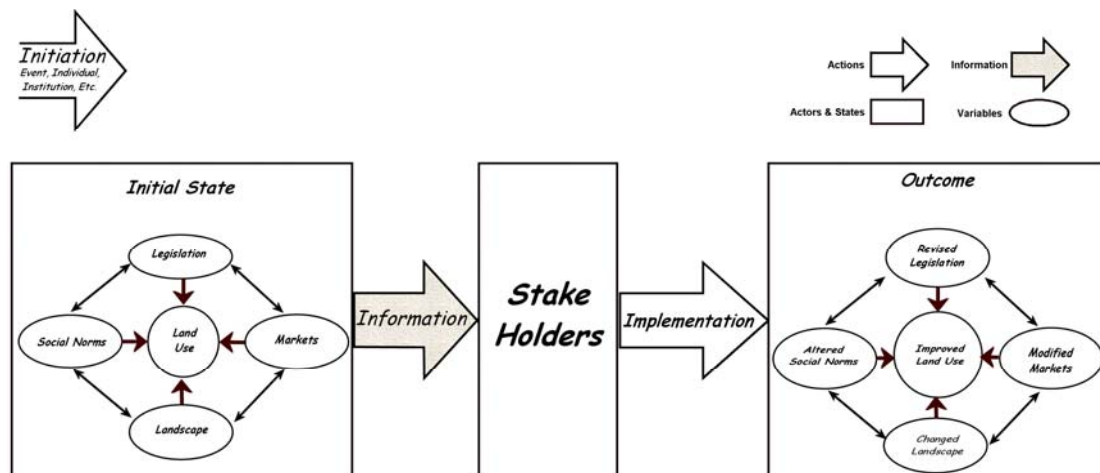 Initiation
Event, Individual,
Institution, Etc.
Actions
Information
Actors & States
Variables
Initial State
Legislation
Social Norms
Land
Use
Markets
Landscape
Information
Stake
Holders
Implementation
Outcome
Revised
Legislation
Altered
Social Norms
Improved
Land Use
Modified
Markets
Changed
Landscape